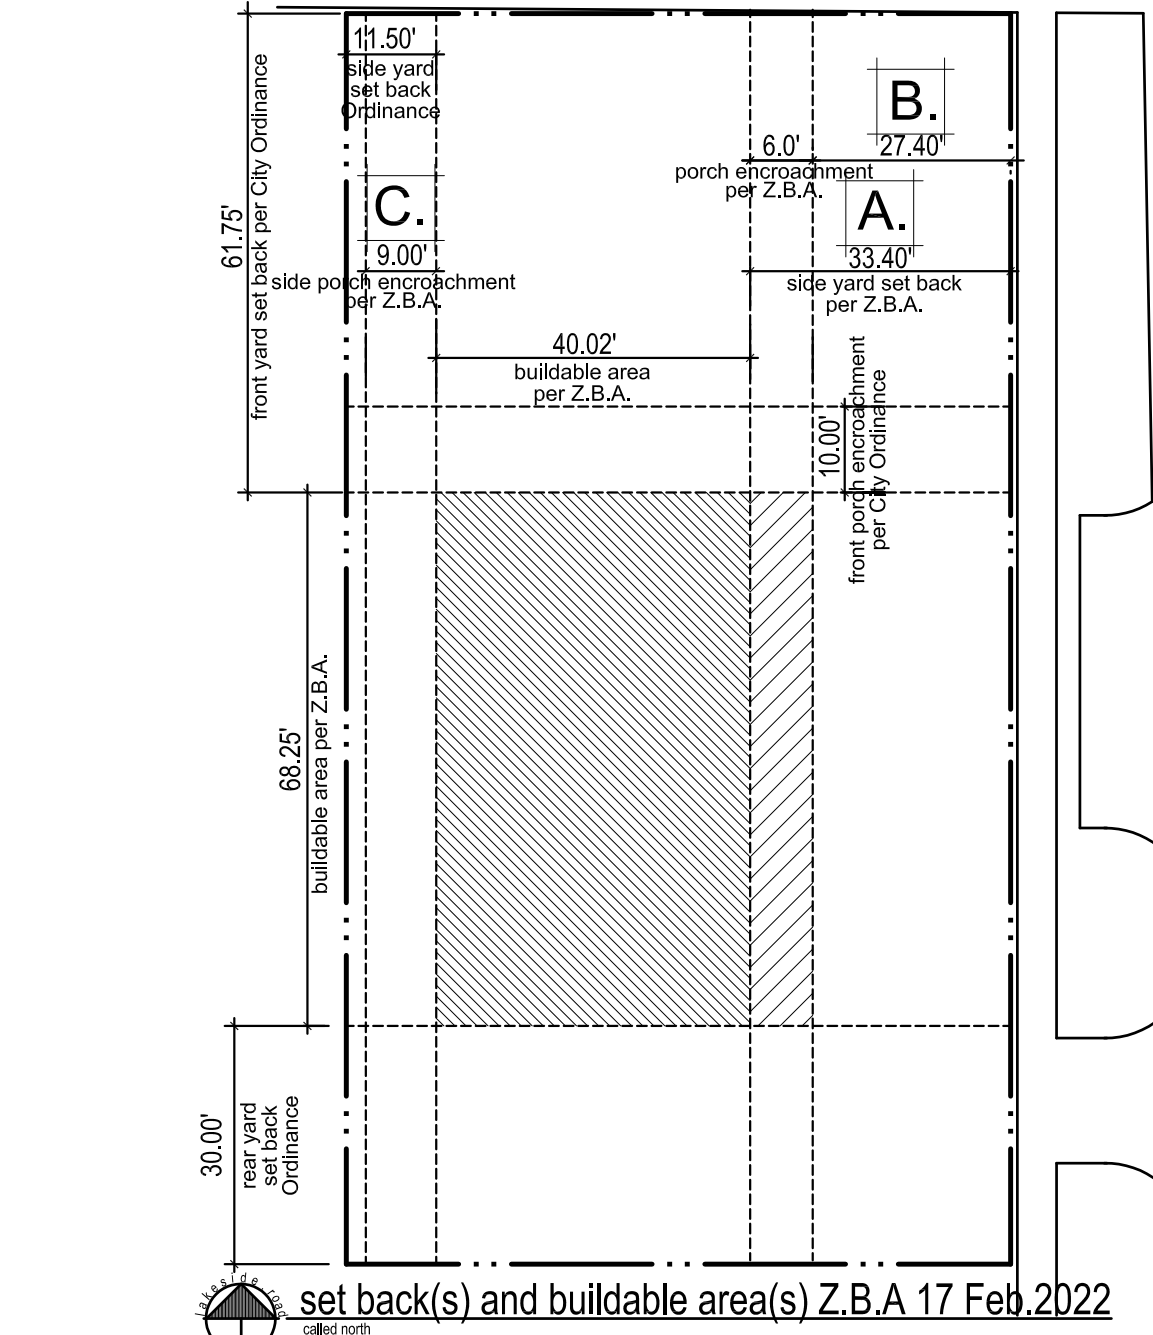 11.50'
side yard
set back
Ordinance
front yard set back per City Ordinance
61.75'
B.
27.40'
6.0'
porch encroachment
per Z.B.A.
A.
33.40'
side yard set back
per Z.B.A.
C.
9.00'
side porch encroachment
per Z.B.A.
40.02'
buildable area
per Z.B.A.
10.00'
front porch encroachment
per City Ordinance
68.25'
buildable area per Z.B.A.
30.00'
rear yard
set back
Ordinance
lakeside road
set back(s) and buildable area(s) Z.B.A 17 Feb.2022
called north